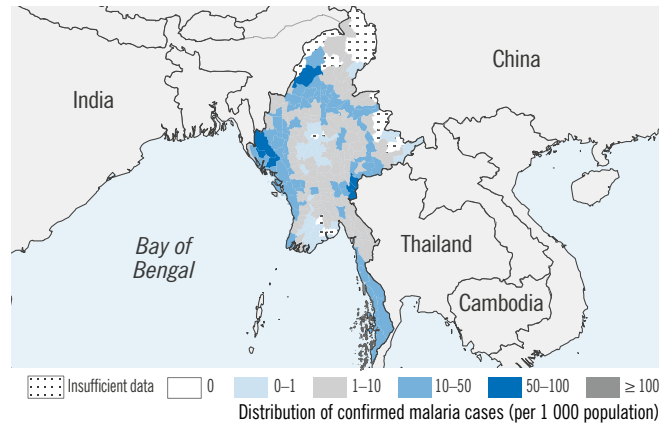 China
India
Bay of
Bengal
Thailand
Cambodia
Insufficient data 0 0–1 1–10 10–50 50–100 ≥ 100
Distribution of confirmed malaria cases (per 1 000 population)